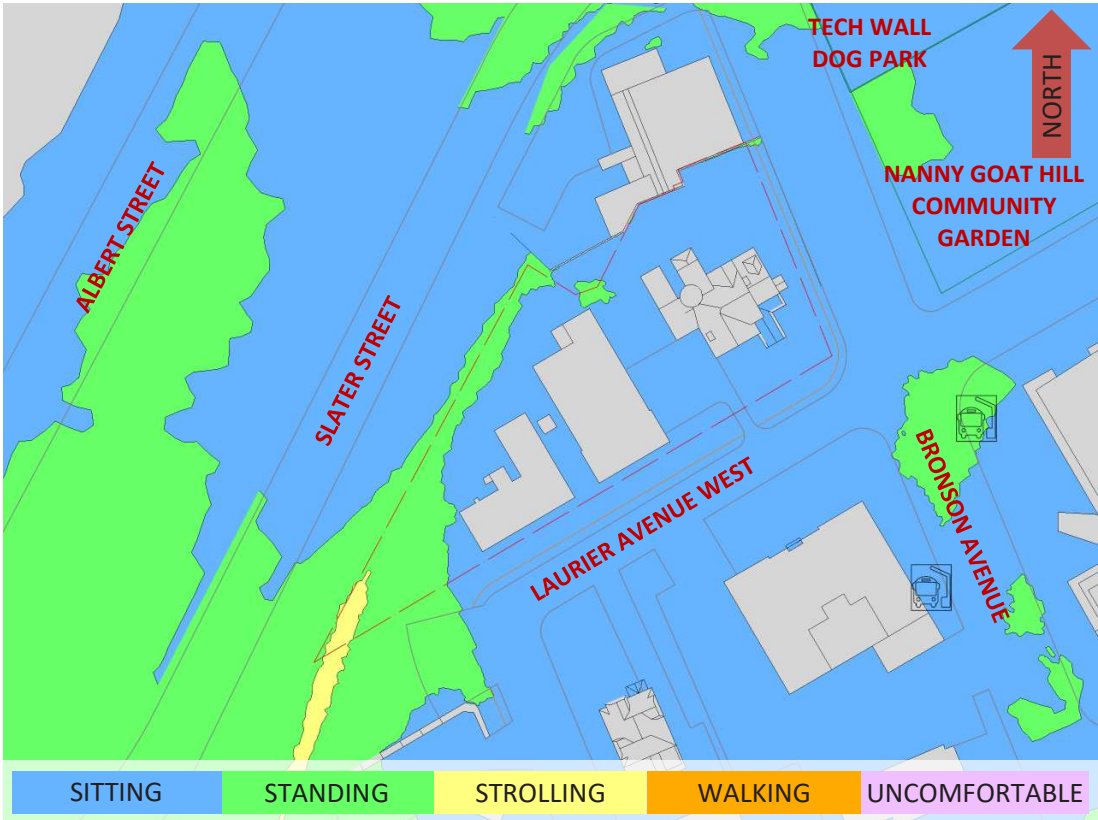 TECH WALL
DOG PARK
NORTH
NANNY GOAT HILL
COMMUNITY
GARDEN
ALBERT STREET
SLATER STREET
LAURIER AVENUE WEST
BRONSON AVENUE
SITTING
STANDING
STROLLING
WALKING
UNCOMFORTABLE